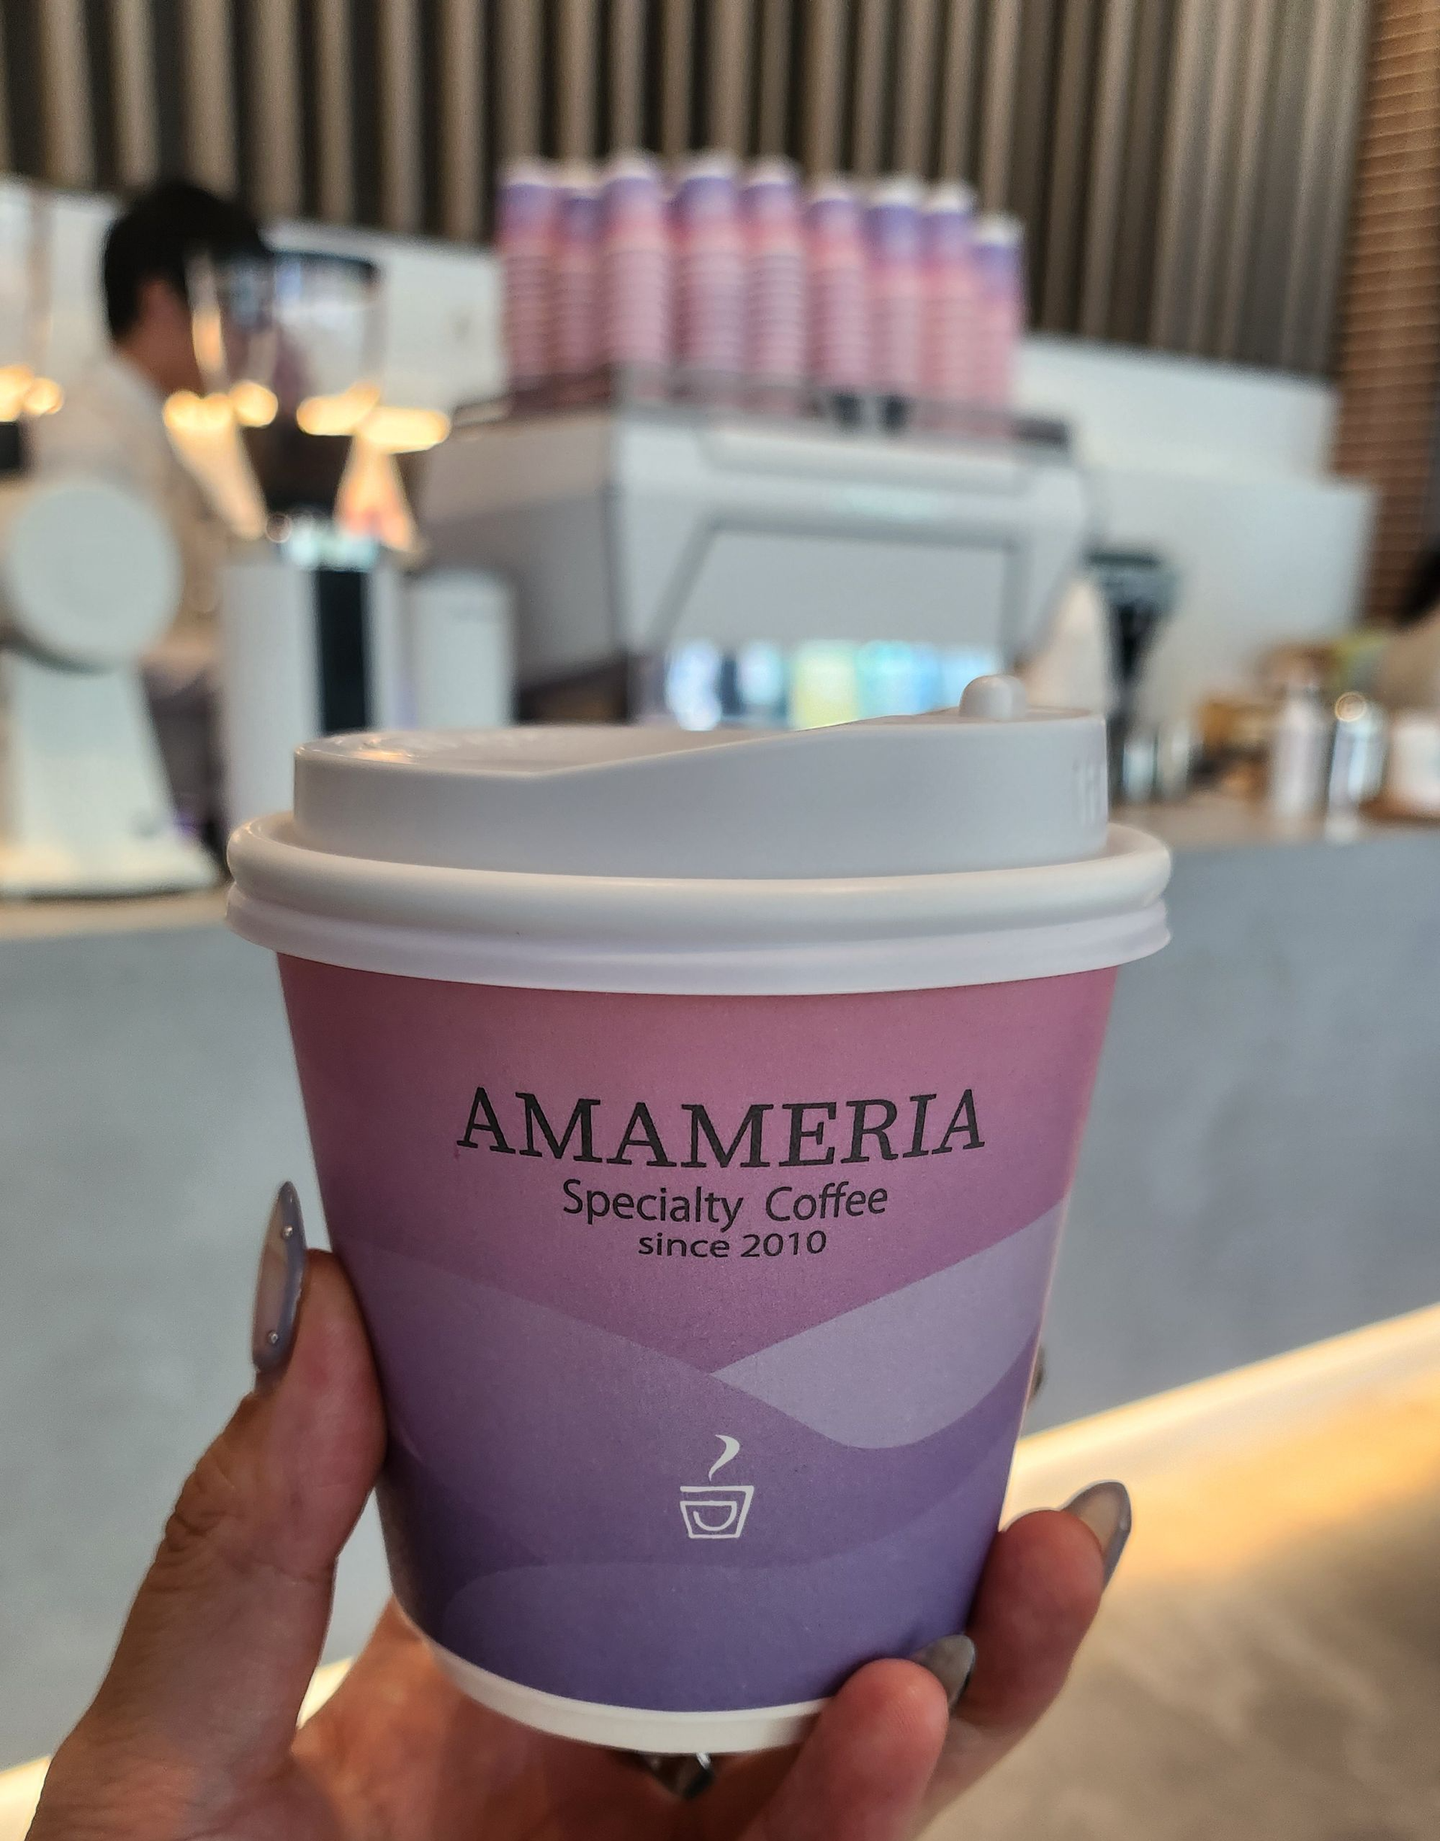 AMAMERIA
Specialty Coffee
since 2010